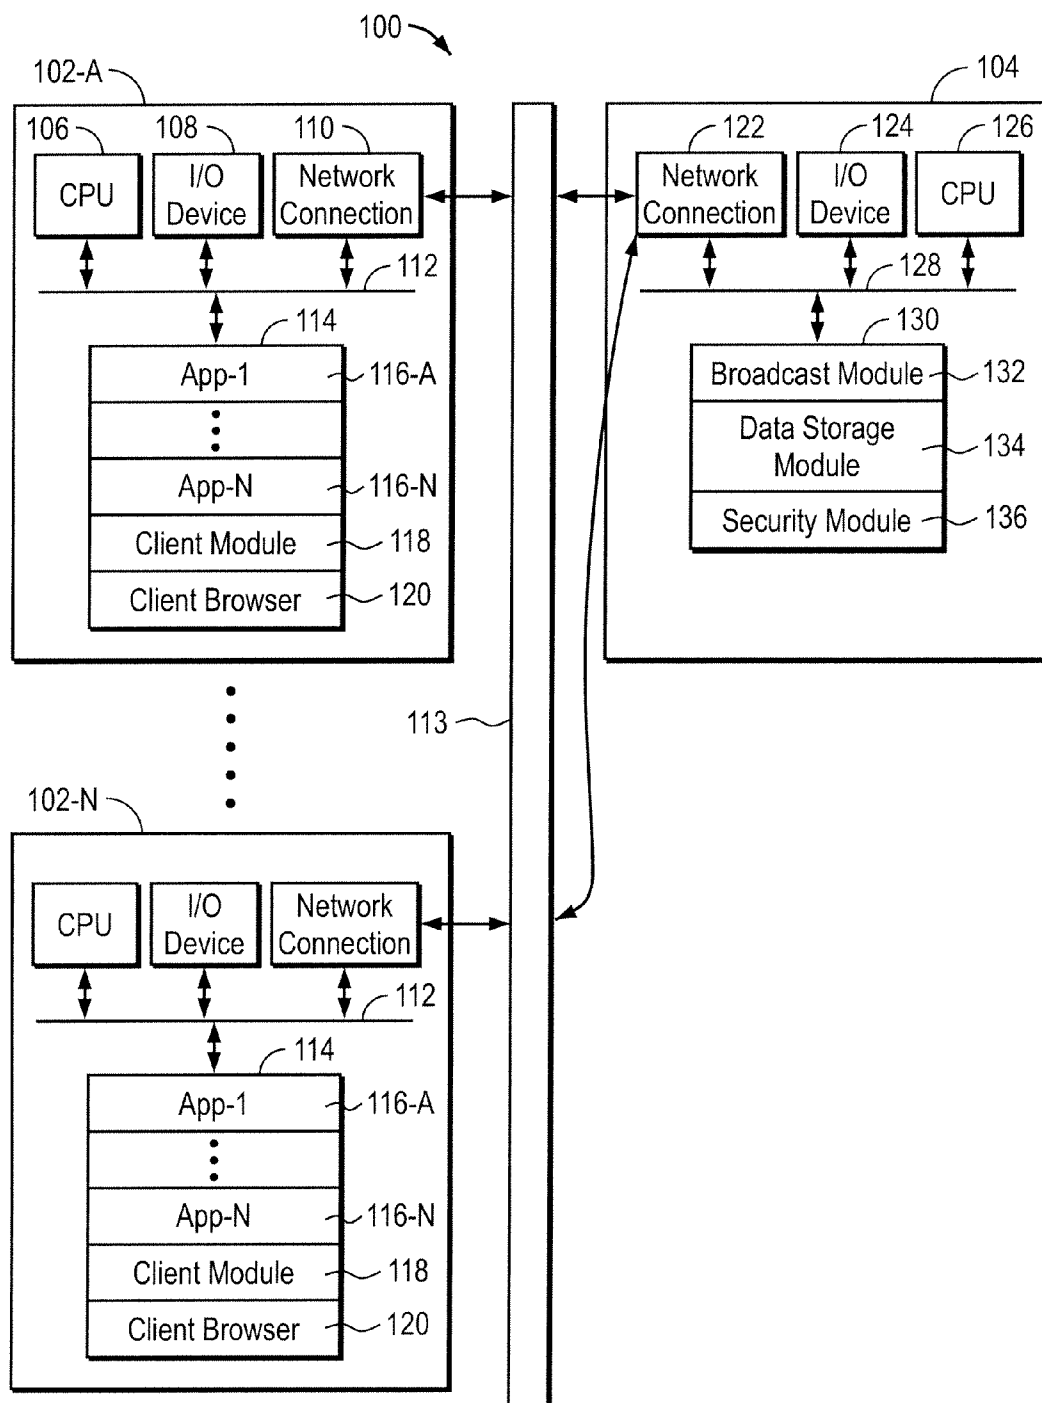 100
102-A
106
108
110
CPU
I/O
Device
Network
Connection
112
114
App-1
116-A
App-N
116-N
Client Module
118
Client Browser
120
104
122
124
126
Network
Connection
I/O
Device
CPU
128
130
Broadcast Module
132
Data Storage
Module
134
Security Module
136
113
102-N
CPU
I/O
Device
Network
Connection
112
114
App-1
116-A
App-N
116-N
Client Module
118
Client Browser
120